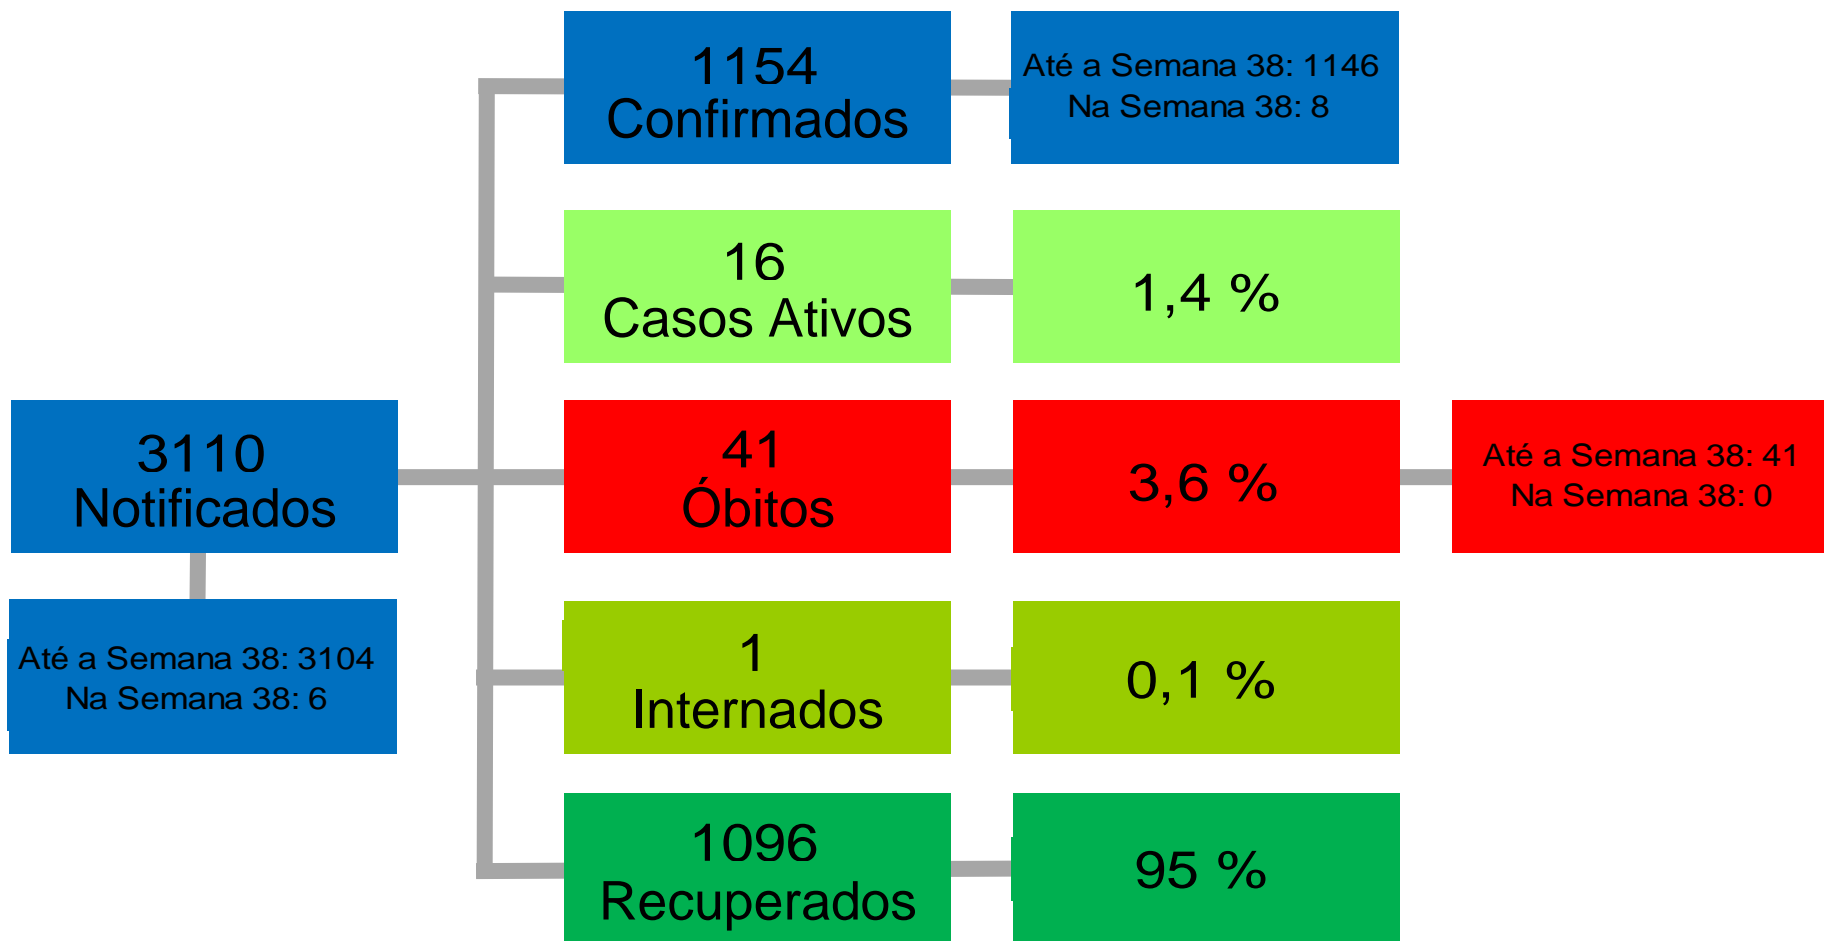 1154
Confirmados
Até a Semana 38: 1146
Na Semana 38: 8
16
Casos Ativos
1,4 %
3110
Notificados
41
Óbitos
3,6 %
Até a Semana 38: 41
Na Semana 38: 0
Até a Semana 38: 3104
Na Semana 38: 6
1
Internados
0,1 %
1096
Recuperados
95 %